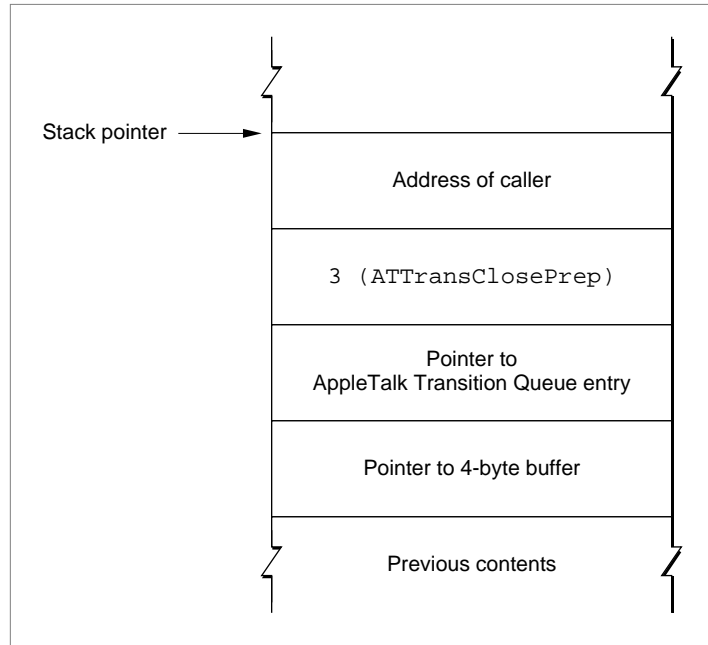 Stack pointer
Address of caller
3 (ATTransClosePrep)
Pointer to
AppleTalk Transition Queue entry
Pointer to 4-byte buffer
Previous contents